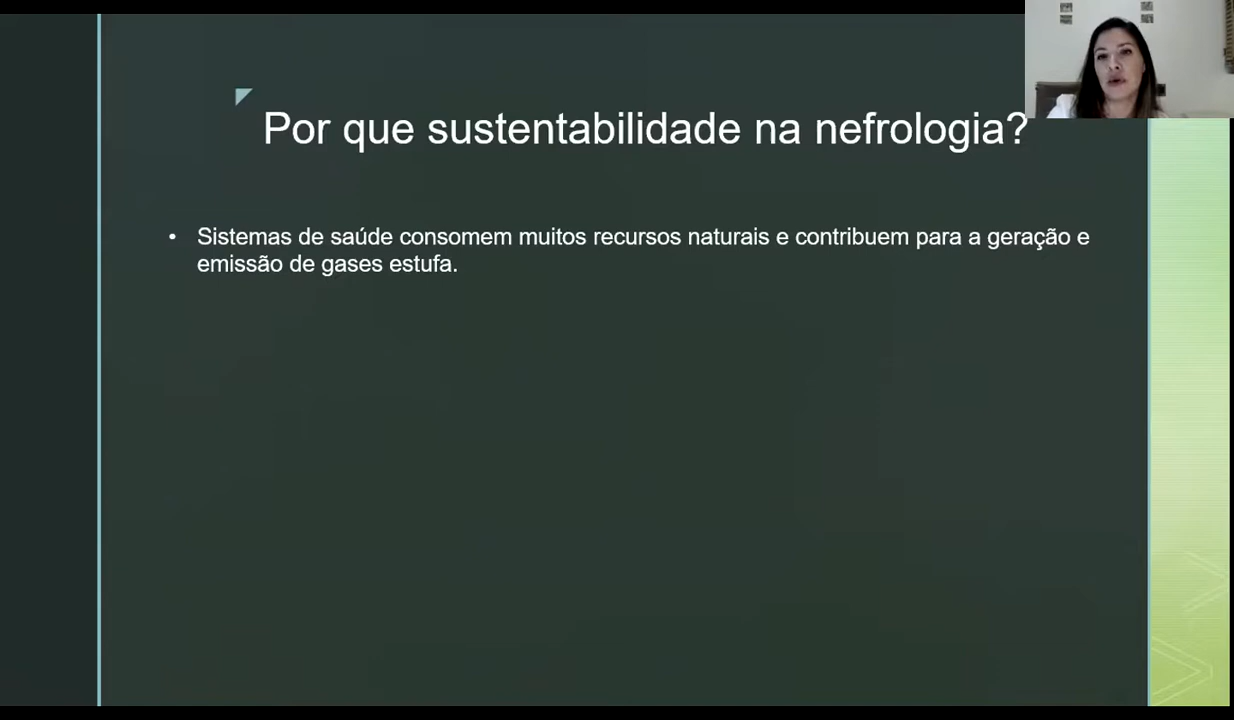 Por que sustentabilidade na nefrologia?
• Sistemas de saúde consomem muitos recursos naturais e contribuem para a geração e
emissão de gases estufa.